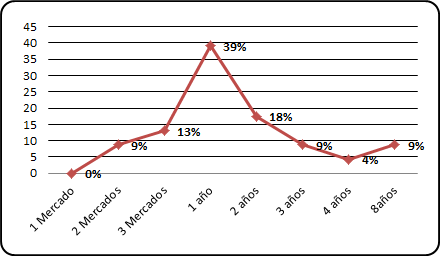 45
40
35
30
25
20
15
10
5
0
0%
9%
13%
39%
18%
9%
4%
9%
1 Mercado
2 Mercados
3 Mercados
1 año
2 años
3 años
4 años
8años